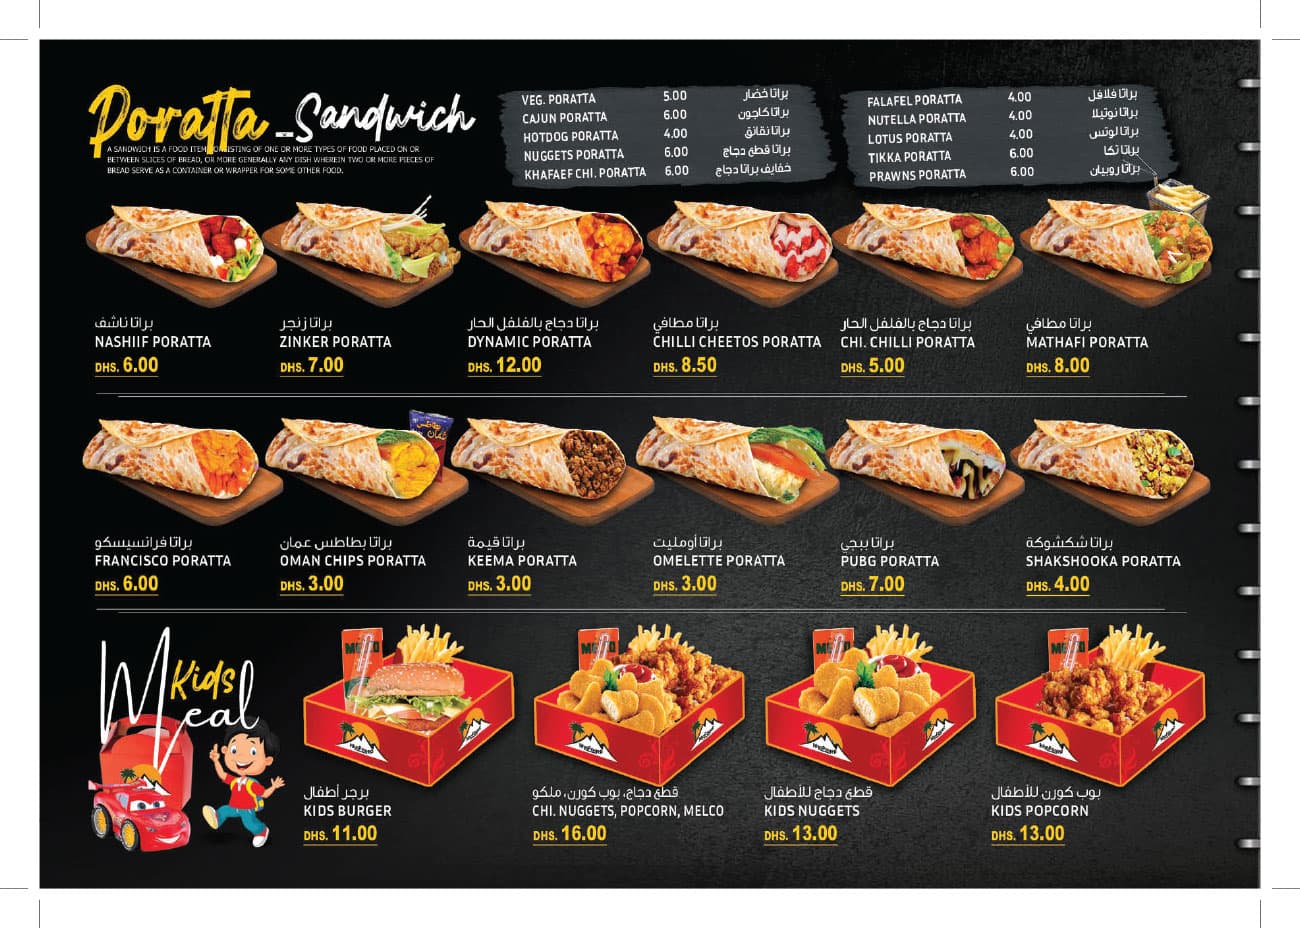 Poratta - Sandwich
A SANDWICH IS A FOOD ITEM CONSISTING OF ONE OR MORE TYPES OF FOOD PLACED ON OR
BETWEEN SLICES OF BREAD, OR MORE GENERALLY ANY DISH WHEREIN TWO OR MORE PIECES OF
BREAD SERVE AS A CONTAINER OR WRAPPER FOR SOME OTHER FOOD.
VEG. PORATTA 5.00 براتا خضار
CAJUN PORATTA 6.00 براتا كاجون
HOTDOG PORATTA 4.00 براتا نقانق
NUGGETS PORATTA 6.00 براتا قطع دجاج
KHAFAEF CHI. PORATTA 6.00 خفايف براتا دجاج
FALAFEL PORATTA 4.00 براتا فلافل
NUTELLA PORATTA 4.00 براتا نوتيلا
LOTUS PORATTA 4.00 براتا لوتس
TIKKA PORATTA 6.00 براتا تكا
PRAWNS PORATTA 6.00 براتا روبيان
براتا ناشف
NASHIIF PORATTA
DHS. 6.00
براتا زنجر
ZINKER PORATTA
DHS. 7.00
براتا دجاج بالفلفل الحار
DYNAMIC PORATTA
DHS. 12.00
براتا مطافي
CHILLI CHEETOS PORATTA
DHS. 8.50
براتا دجاج بالفلفل الحار
CHI. CHILLI PORATTA
DHS. 5.00
براتا مطافي
MATHAFI PORATTA
DHS. 8.00
براتا فرانسيسكو
FRANCISCO PORATTA
DHS. 6.00
براتا بطاطس عمان
OMAN CHIPS PORATTA
DHS. 3.00
براتا قيمة
KEEMA PORATTA
DHS. 3.00
براتا أومليت
OMELETTE PORATTA
DHS. 3.00
براتا ببجي
PUBG PORATTA
DHS. 7.00
براتا شكشوكة
SHAKSHOOKA PORATTA
DHS. 4.00
Kids
Meal
برجر أطفال
KIDS BURGER
DHS. 11.00
قطع دجاج، بوب كورن، ملكو
CHI. NUGGETS, POPCORN, MELCO
DHS. 16.00
قطع دجاج للأطفال
KIDS NUGGETS
DHS. 13.00
بوب كورن للأطفال
KIDS POPCORN
DHS. 13.00